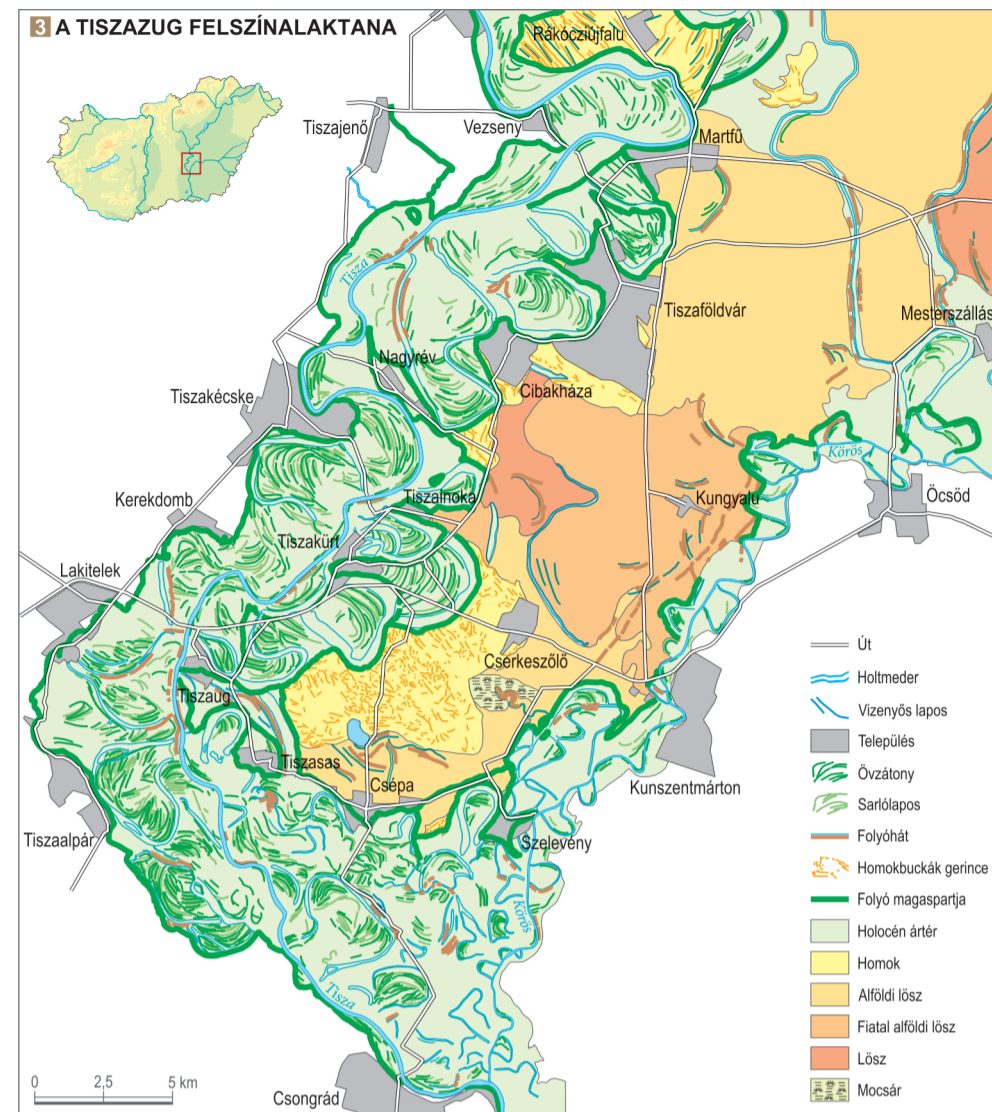 3 A TISZAZUG FELSZÍNALAKTANA
Rákócziújfalu
Tiszajenő
Vezseny
Martfű
Tisza
Tiszaföldvár
Mesterszállás
Nagyrév
Cibakháza
Tiszakécske
Körös
Tiszainoka
Kungyalu
Öcsöd
Kerekdomb
Tiszakürt
Lakitelek
Cserkeszőlő
Tiszaug
Tiszasas
Csépa
Kunszentmárton
Szelevény
Tiszaalpár
Körös
Tisza
Csongrád
Út
Holtmeder
Vizenyős lapos
Település
Övzátony
Sarlólapos
Folyóhát
Homokbuckák gerince
Folyó magaspartja
Holocén ártér
Homok
Alföldi lösz
Fiatal alföldi lösz
Lösz
Mocsár
0 2,5 5 km